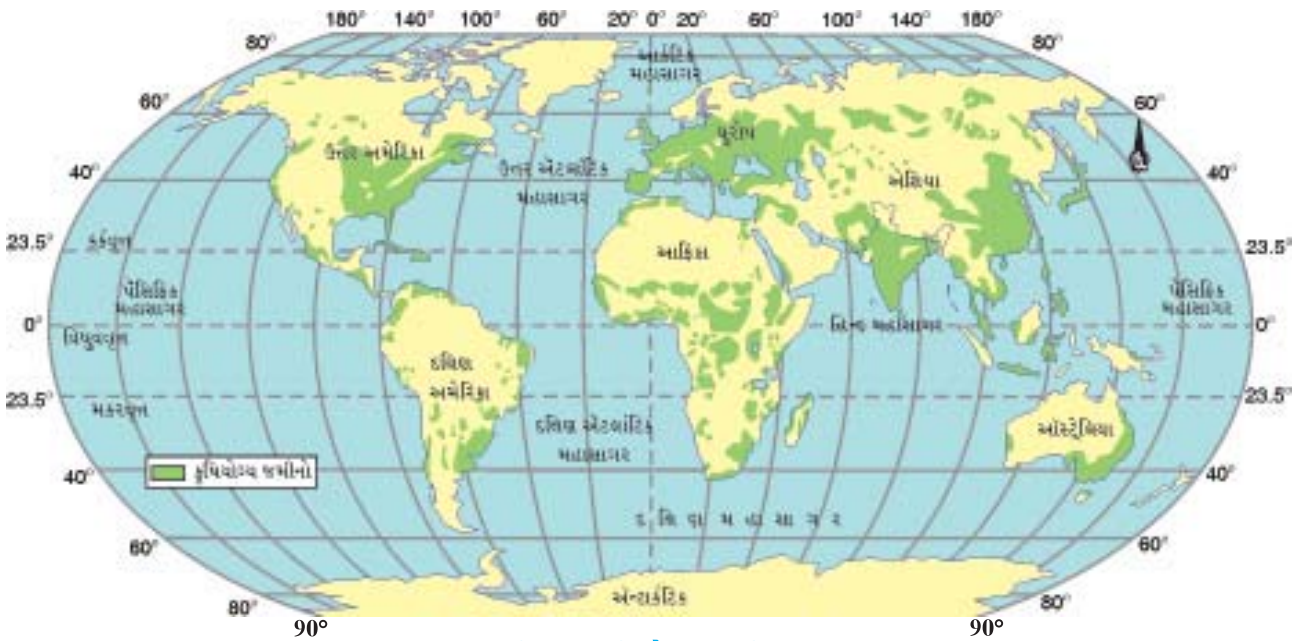 180° 140° 100° 60° 20° 0° 20° 60° 100° 140° 180°
80° 80°
આર્કટિક
મહાસાગર
60° 60°
યુરોપ
ઉત્તર અમેરિકા
ઉત્તર એટલાંટિક
મહાસાગર
40° 40°
એશિયા
23.5° કર્કવૃત્ત 23.5°
આફ્રિકા
પેસિફિક
મહાસાગર
પેસિફિક
મહાસાગર
હિન્દ મહાસાગર
0° 0°
વિષુવવૃત્ત
દક્ષિણ
અમેરિકા
23.5° મકરવૃત્ત 23.5°
દક્ષિણ એટલાંટિક
મહાસાગર
ઑસ્ટ્રેલિયા
કૃષિયોગ્ય જમીનો
40° 40°
દ ક્ષિ ણ મ હા સા ગ ર
60° 60°
એન્ટાર્કટિક
80° 80°
90° 90°